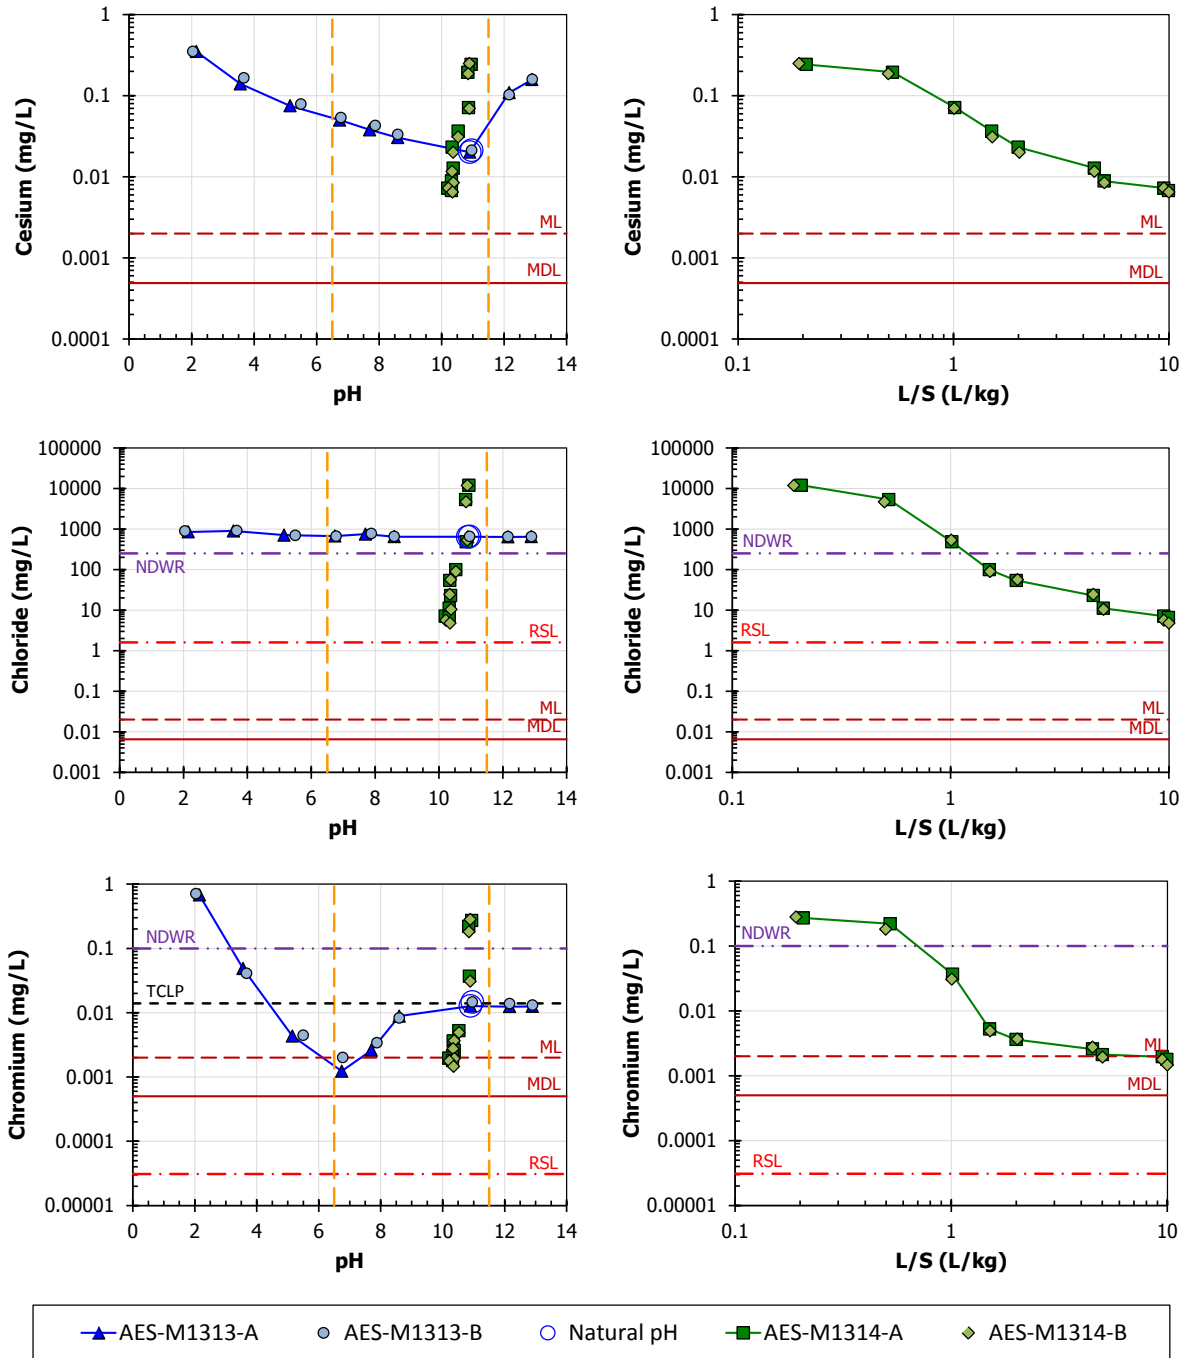 1
0.1
0.01
0.001
0.0001
Cesium (mg/L)
ML
MDL
0 2 4 6 8 10 12 14
pH
1
0.1
0.01
0.001
0.0001
Cesium (mg/L)
ML
MDL
0.1 1 10
L/S (L/kg)
100000
10000
1000
100
10
1
0.1
0.01
0.001
Chloride (mg/L)
NDWR
RSL
ML
MDL
0 2 4 6 8 10 12 14
pH
100000
10000
1000
100
10
1
0.1
0.01
0.001
Chloride (mg/L)
NDWR
RSL
ML
MDL
0.1 1 10
L/S (L/kg)
1
0.1
0.01
0.001
0.0001
0.00001
Chromium (mg/L)
NDWR
TCLP
ML
MDL
RSL
0 2 4 6 8 10 12 14
pH
1
0.1
0.01
0.001
0.0001
0.00001
Chromium (mg/L)
NDWR
ML
MDL
RSL
0.1 1 10
L/S (L/kg)
AES-M1313-A AES-M1313-B Natural pH AES-M1314-A AES-M1314-B